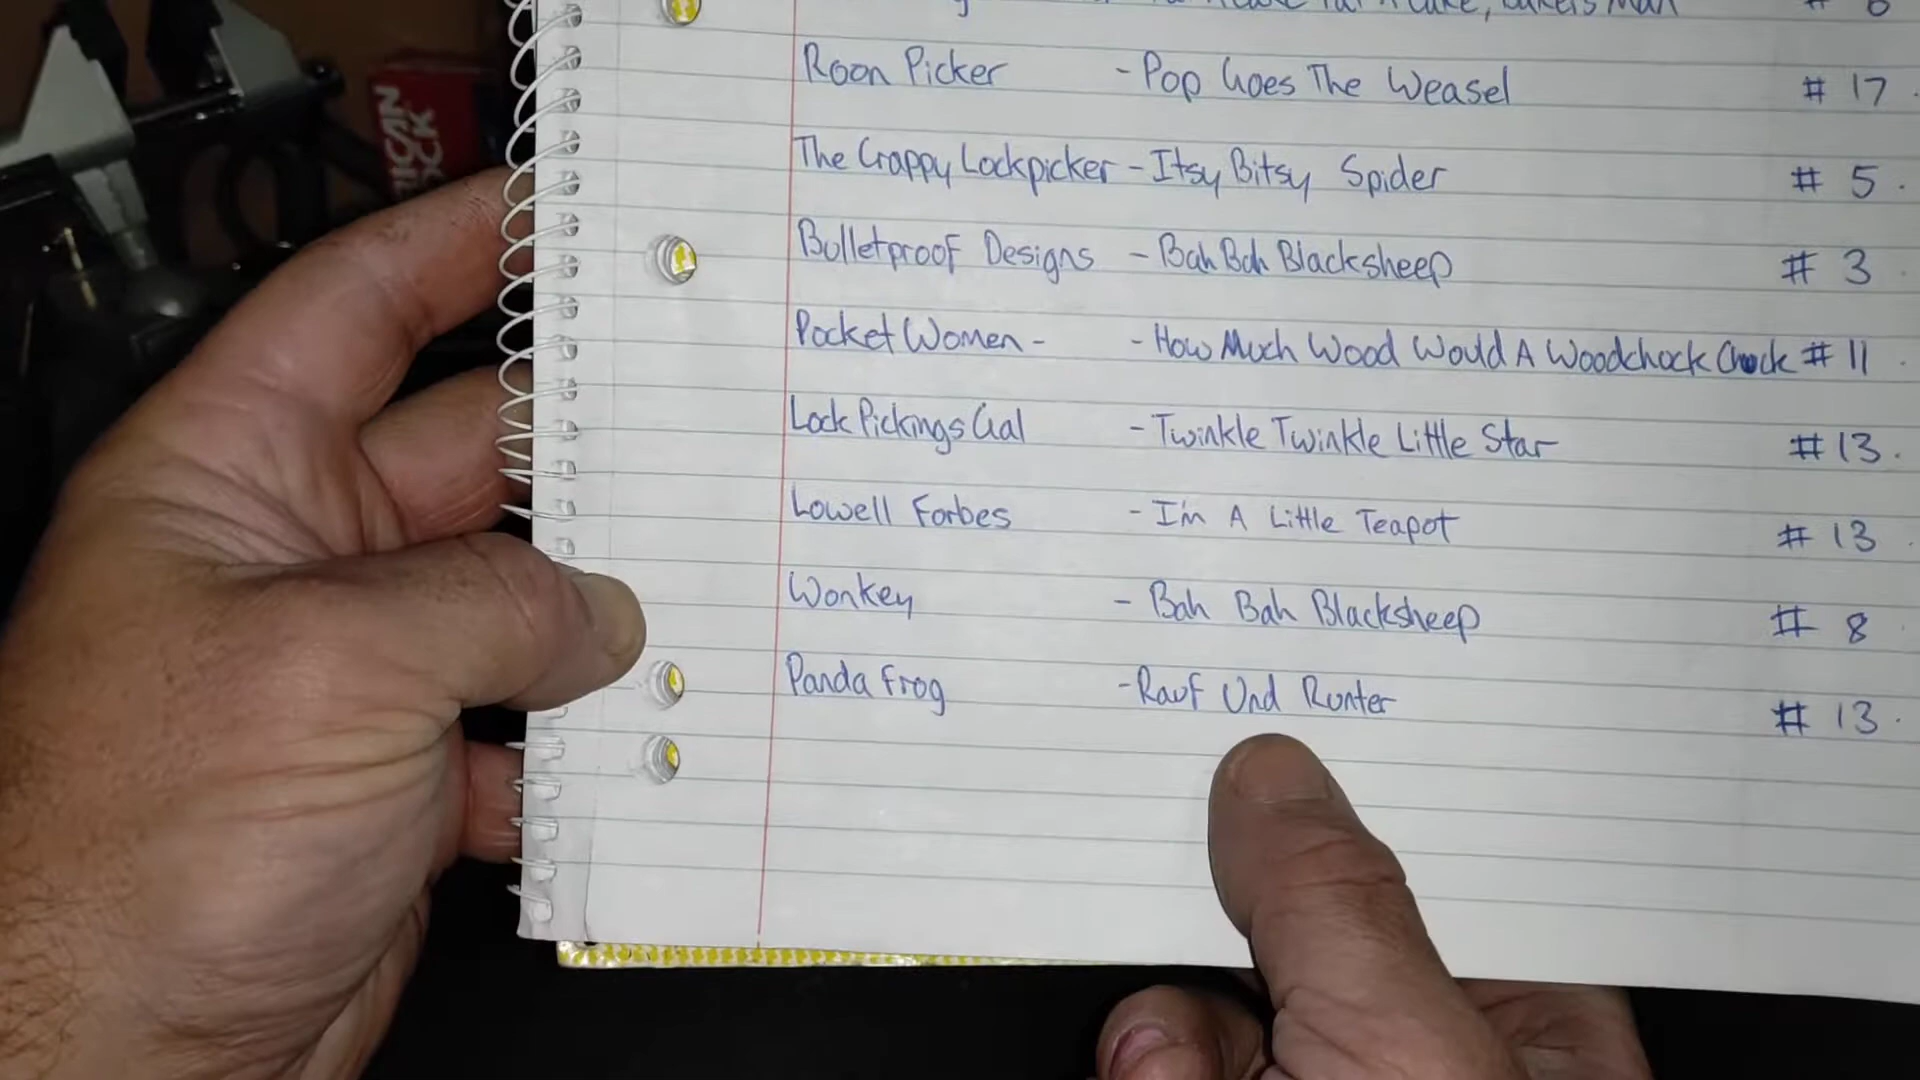 Roon Picker - Pop Goes The Weasel # 17
The Crappy Lockpicker - Itsy Bitsy Spider # 5
Bulletproof Designs - Bah Bah Blacksheep # 3
Pocket Women - - How Much Wood Would A Woodchuck Chuck # 11
Lock Pickings Gal - Twinkle Twinkle Little Star # 13
Lowell Forbes - I'm A Little Teapot # 13
Wonkey - Bah Bah Blacksheep # 8
Panda Frog - Rauf Und Runter # 13